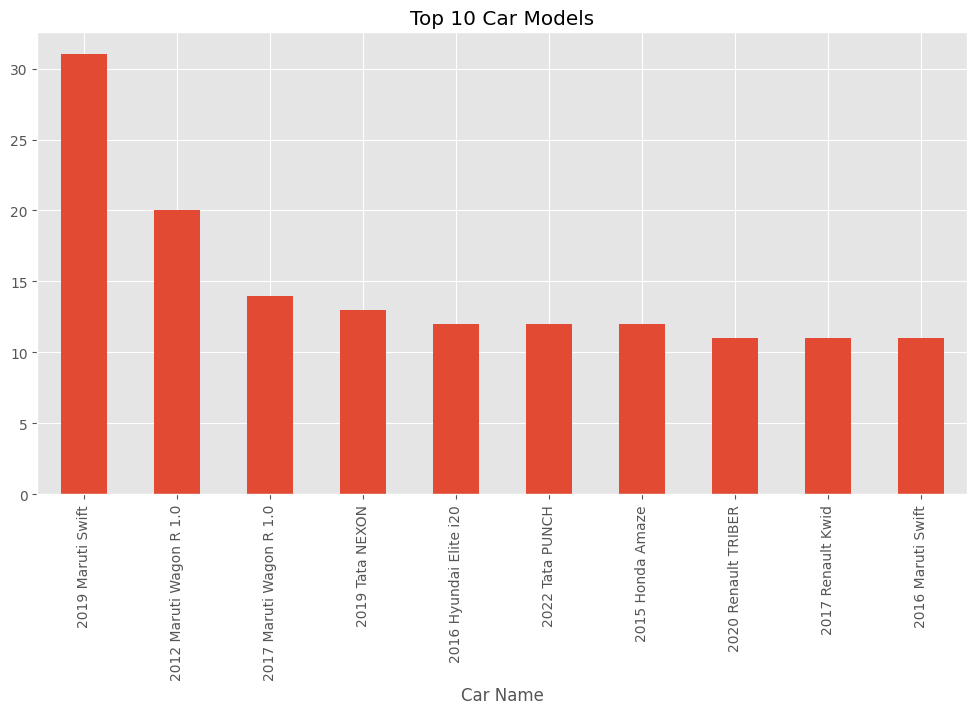 Top 10 Car Models
30
25
20
15
10
5
0
2019 Maruti Swift
2012 Maruti Wagon R 1.0
2017 Maruti Wagon R 1.0
2019 Tata NEXON
2016 Hyundai Elite i20
2022 Tata PUNCH
2015 Honda Amaze
2020 Renault TRIBER
2017 Renault Kwid
2016 Maruti Swift
Car Name